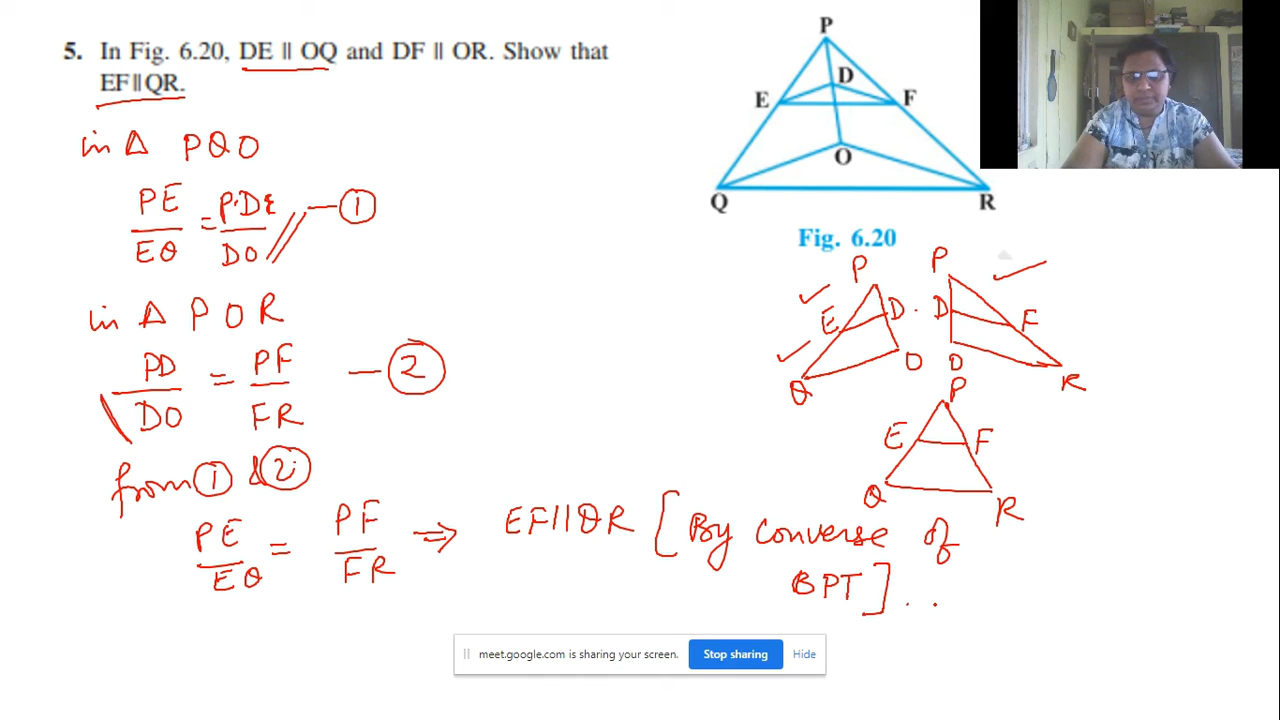 5. In Fig. 6.20, DE || OQ and DF || OR. Show that
EF || QR.
in Δ PQO
PE/EQ = PDE/DO — 1
in Δ POR
PD/DO = PF/FR — 2
from 1 & 2
PE/EQ = PF/FR ⇒ EF || QR [By converse of
BPT]..
P
D
E
F
O
Q
R
Fig. 6.20
P
E
D
Q
O
P
D
F
O
R
P
E
F
Q
R
meet.google.com is sharing your screen.
Stop sharing
Hide